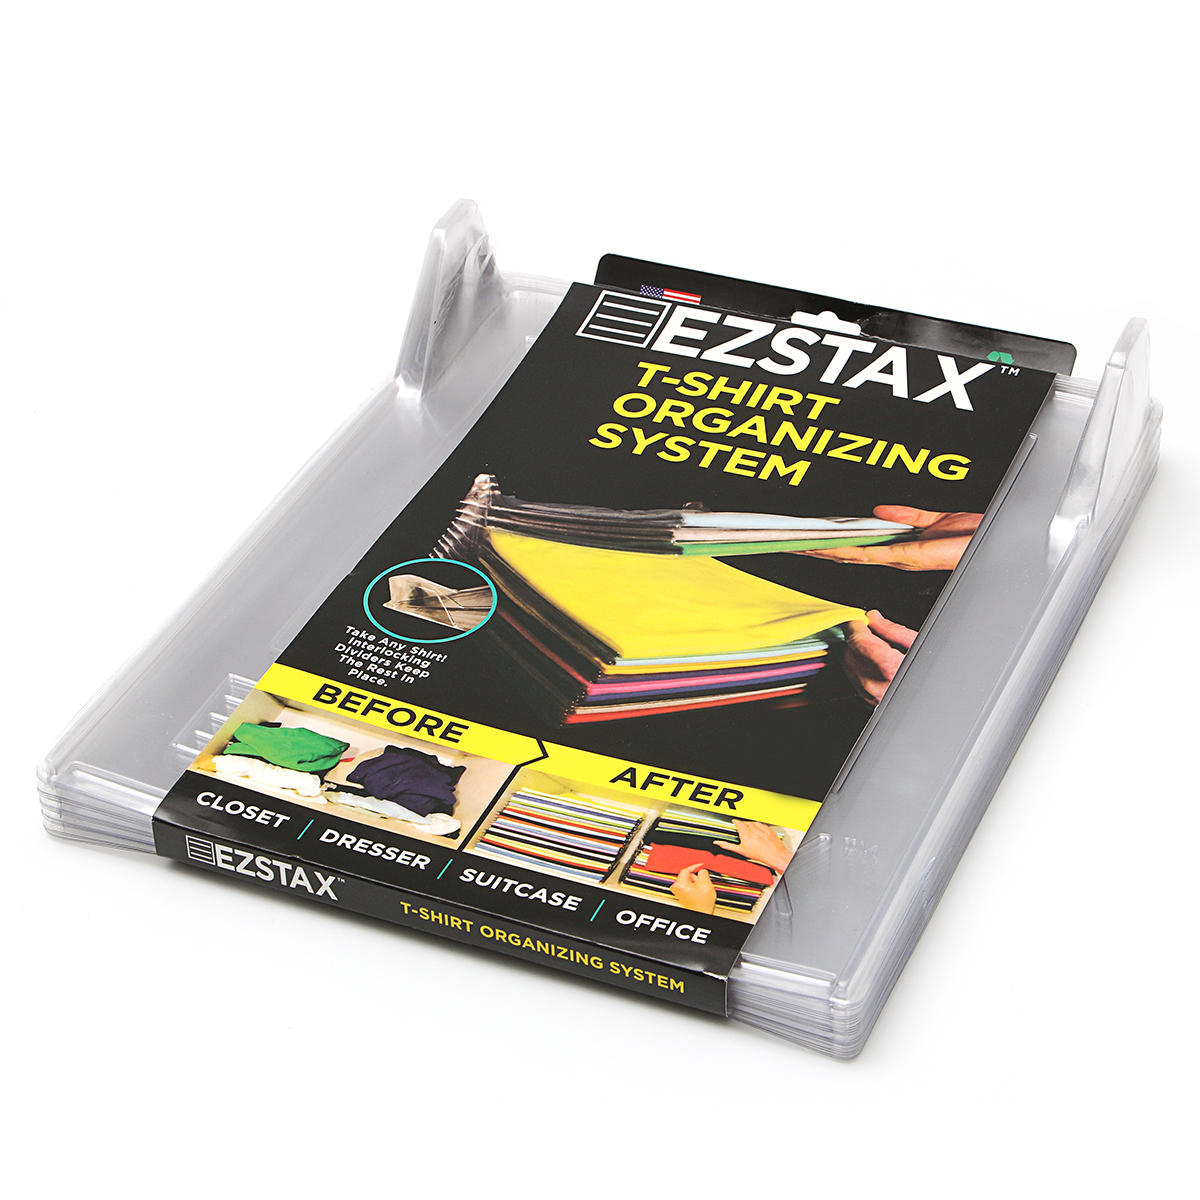 EZSTAX™
T-SHIRT
ORGANIZING
SYSTEM
Take Any Shirt!
Interlocking
Dividers Keep
The Rest in
Place.
BEFORE
AFTER
CLOSET / DRESSER / SUITCASE / OFFICE
EZSTAX™
T-SHIRT ORGANIZING SYSTEM